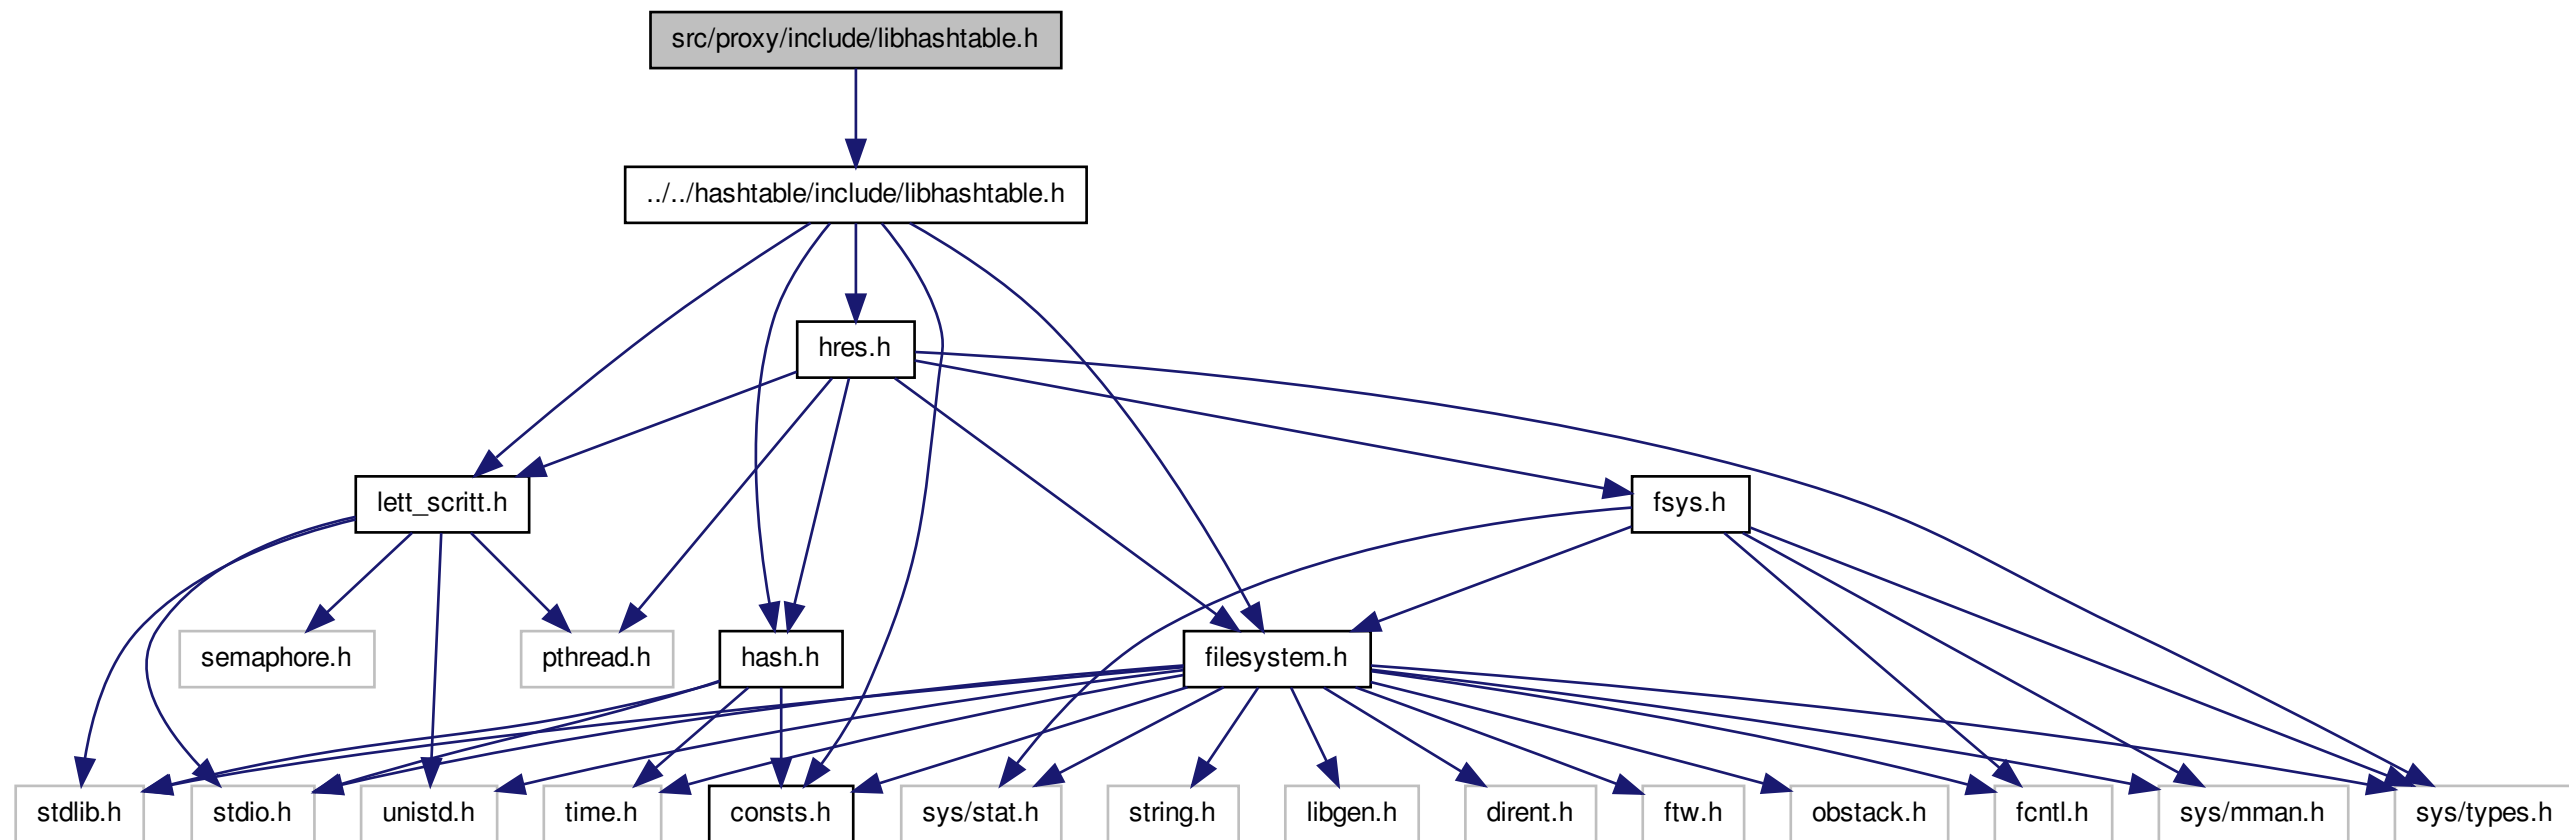 src/proxy/include/libhashtable.h
../../hashtable/include/libhashtable.h
hres.h
lett_scritt.h
fsys.h
semaphore.h
pthread.h
hash.h
filesystem.h
stdlib.h
stdio.h
unistd.h
time.h
consts.h
sys/stat.h
string.h
libgen.h
dirent.h
ftw.h
obstack.h
fcntl.h
sys/mman.h
sys/types.h